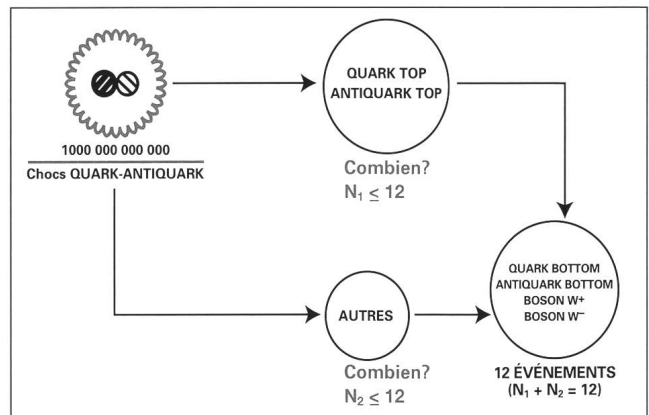 1000 000 000 000
Chocs QUARK-ANTIQUARK
QUARK TOP
ANTIQUARK TOP
Combien?
N₁ ≤ 12
AUTRES
Combien?
N₂ ≤ 12
QUARK BOTTOM
ANTIQUARK BOTTOM
BOSON W⁺
BOSON W⁻
12 ÉVÉNEMENTS
(N₁ + N₂ = 12)